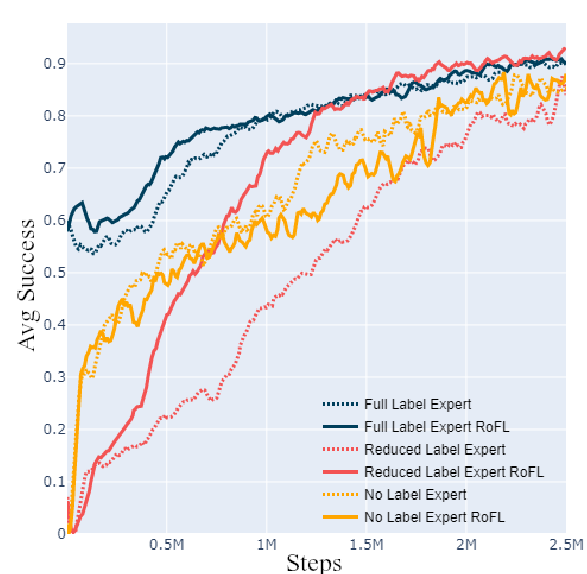 0.9
0.8
0.7
0.6
0.5
0.4
0.3
0.2
0.1
0
Avg Success
Full Label Expert
Full Label Expert RoFL
Reduced Label Expert
Reduced Label Expert RoFL
No Label Expert
No Label Expert RoFL
0.5M 1M 1.5M 2M 2.5M
Steps